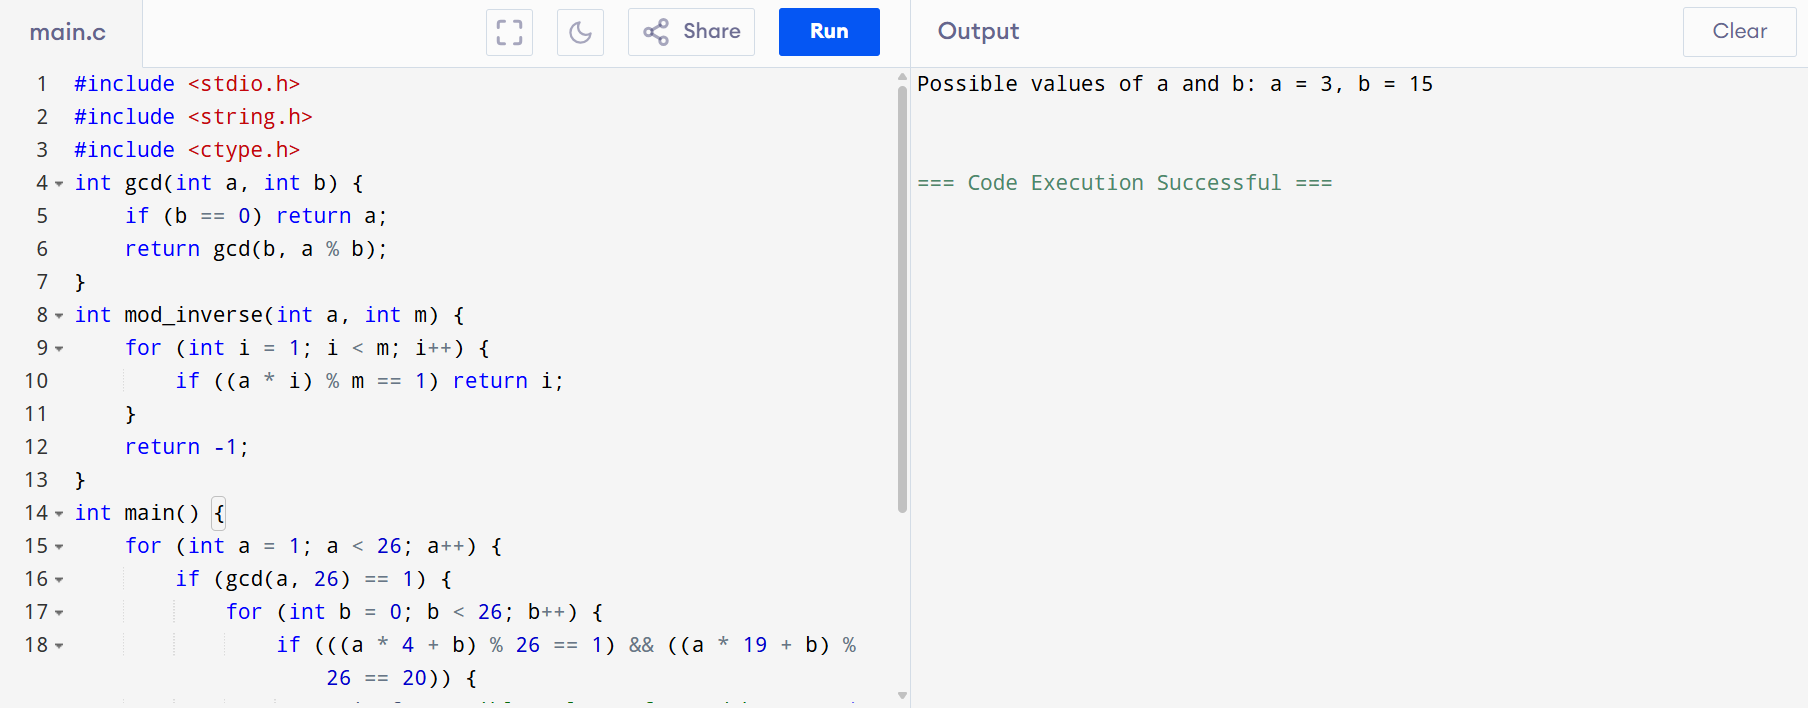 main.c
Share
Run
Output
Clear
1 #include <stdio.h>
2 #include <string.h>
3 #include <ctype.h>
4 int gcd(int a, int b) {
5     if (b == 0) return a;
6     return gcd(b, a % b);
7 }
8 int mod_inverse(int a, int m) {
9     for (int i = 1; i < m; i++) {
10         if ((a * i) % m == 1) return i;
11     }
12     return -1;
13 }
14 int main() {
15     for (int a = 1; a < 26; a++) {
16         if (gcd(a, 26) == 1) {
17             for (int b = 0; b < 26; b++) {
18                 if (((a * 4 + b) % 26 == 1) && ((a * 19 + b) %
26 == 20)) {
Possible values of a and b: a = 3, b = 15
=== Code Execution Successful ===